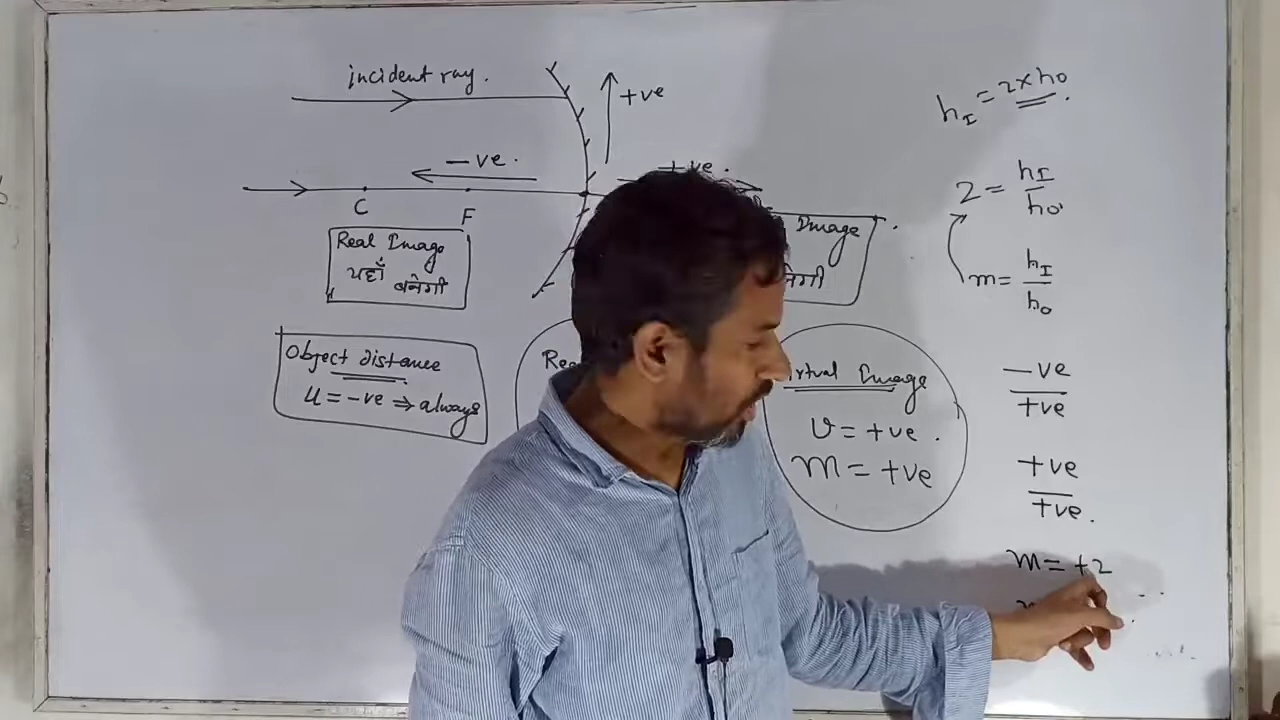 incident ray.
+ve
-ve.
+ve.
C
F
Real Image
यहाँ
बनेगी
Image
Object distance
u = -ve ⇒ always
Image
v = +ve.
m = +ve
h_I = 2 × h_o.
2 = h_I / h_o
m = h_I / h_o
-ve / +ve
+ve / +ve.
m = +2